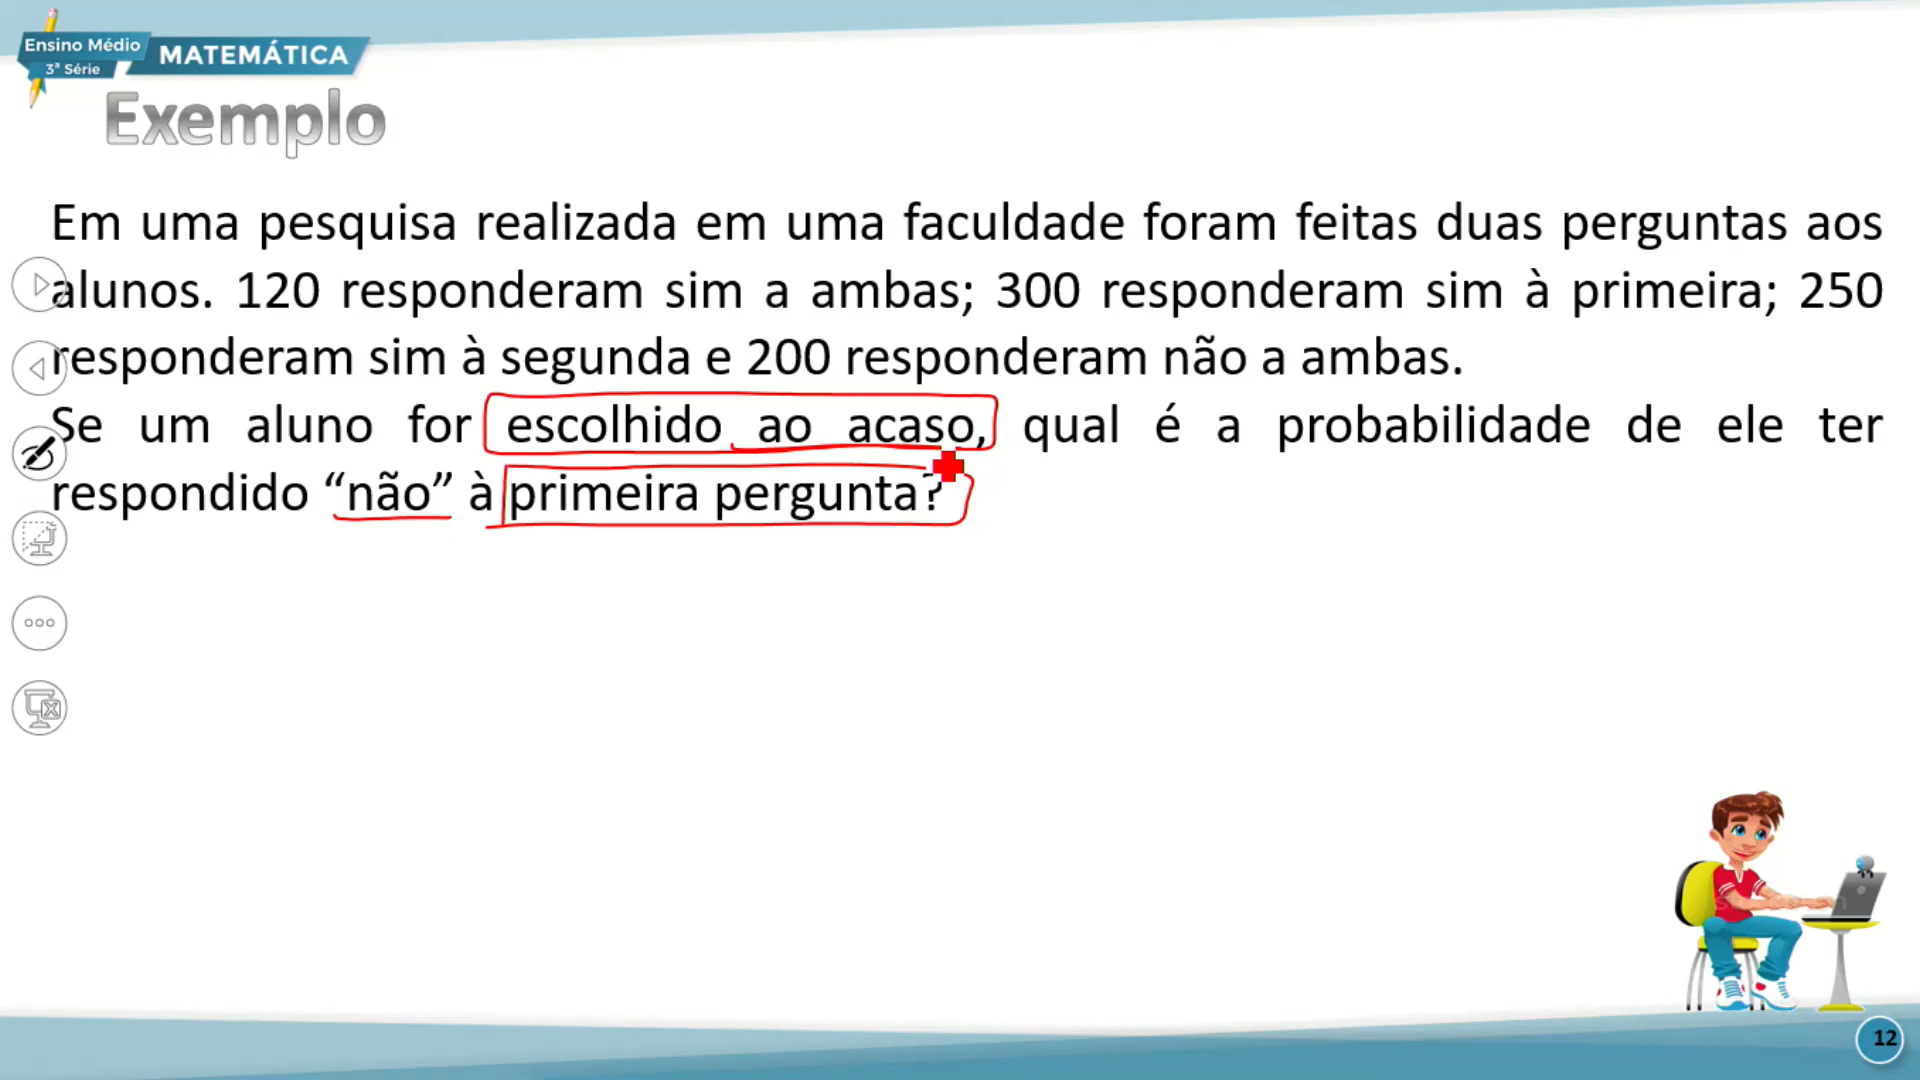 Ensino Médio
3ª Série
MATEMÁTICA
Exemplo
Em uma pesquisa realizada em uma faculdade foram feitas duas perguntas aos
alunos. 120 responderam sim a ambas; 300 responderam sim à primeira; 250
responderam sim à segunda e 200 responderam não a ambas.
Se um aluno for escolhido ao acaso, qual é a probabilidade de ele ter
respondido “não” à primeira pergunta?
12